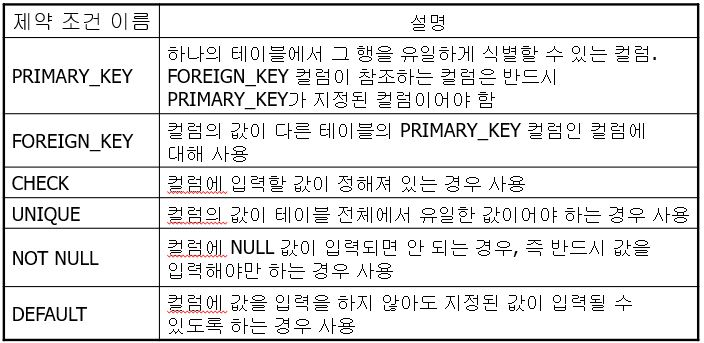 제약 조건 이름
설명
PRIMARY_KEY
하나의 테이블에서 그 행을 유일하게 식별할 수 있는 컬럼.
FOREIGN_KEY 컬럼이 참조하는 컬럼은 반드시
PRIMARY_KEY가 지정된 컬럼이어야 함
FOREIGN_KEY
컬럼의 값이 다른 테이블의 PRIMARY_KEY 컬럼인 컬럼에
대해 사용
CHECK
컬럼에 입력할 값이 정해져 있는 경우 사용
UNIQUE
컬럼의 값이 테이블 전체에서 유일한 값이어야 하는 경우 사용
NOT NULL
컬럼에 NULL 값이 입력되면 안 되는 경우, 즉 반드시 값을
입력해야만 하는 경우 사용
DEFAULT
컬럼에 값을 입력을 하지 않아도 지정된 값이 입력될 수
있도록 하는 경우 사용